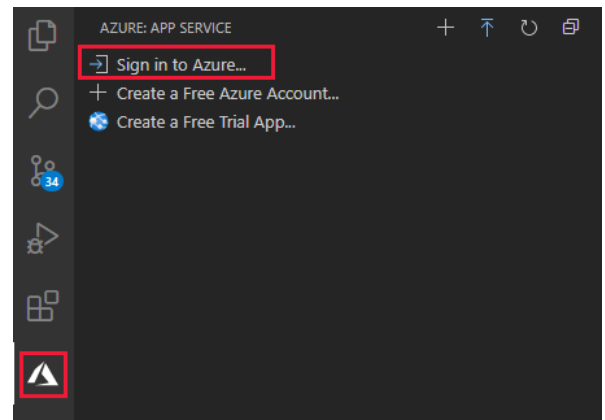 AZURE: APP SERVICE
Sign in to Azure...
Create a Free Azure Account...
Create a Free Trial App...
34